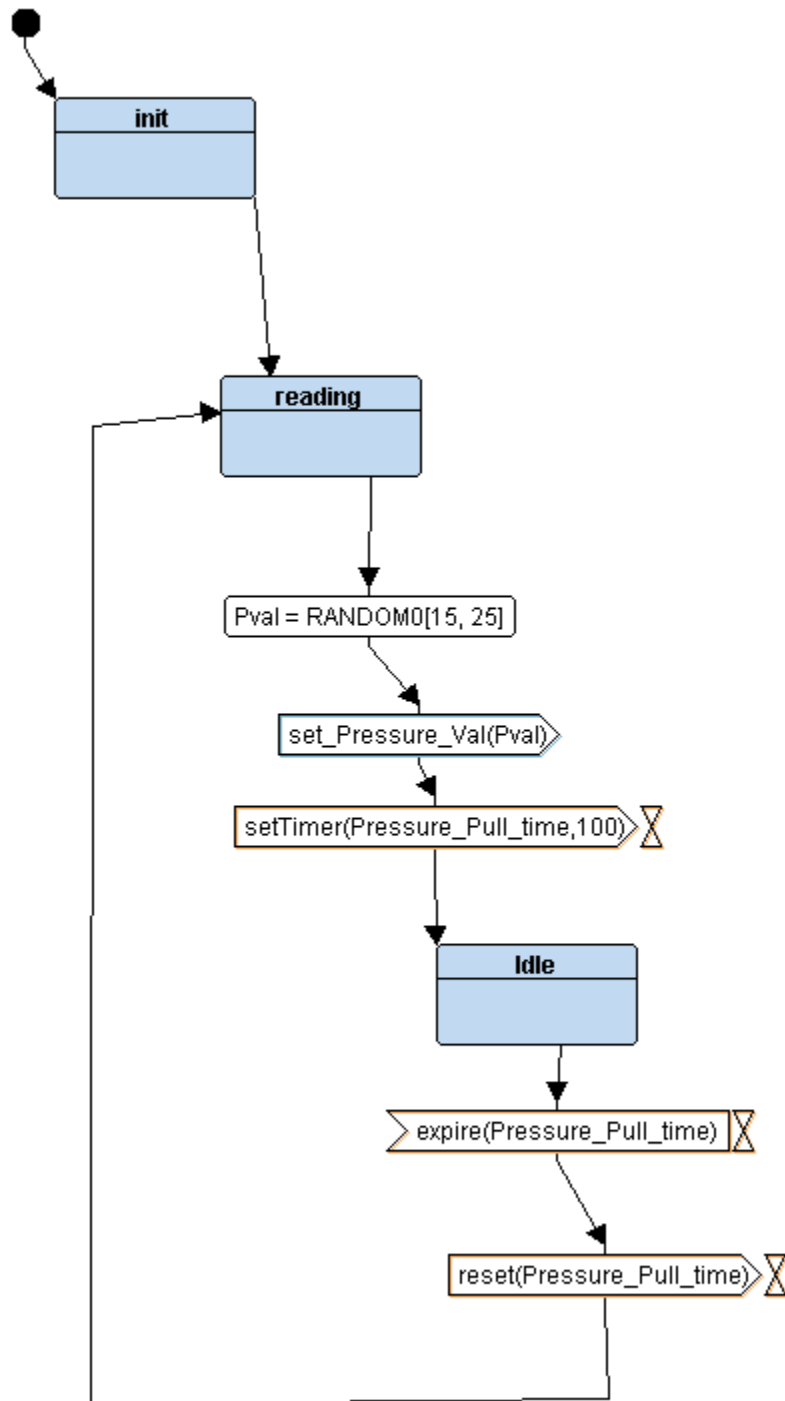 init
reading
Pval = RANDOM0[15, 25]
set_Pressure_Val(Pval)
setTimer(Pressure_Pull_time,100)
Idle
expire(Pressure_Pull_time)
reset(Pressure_Pull_time)